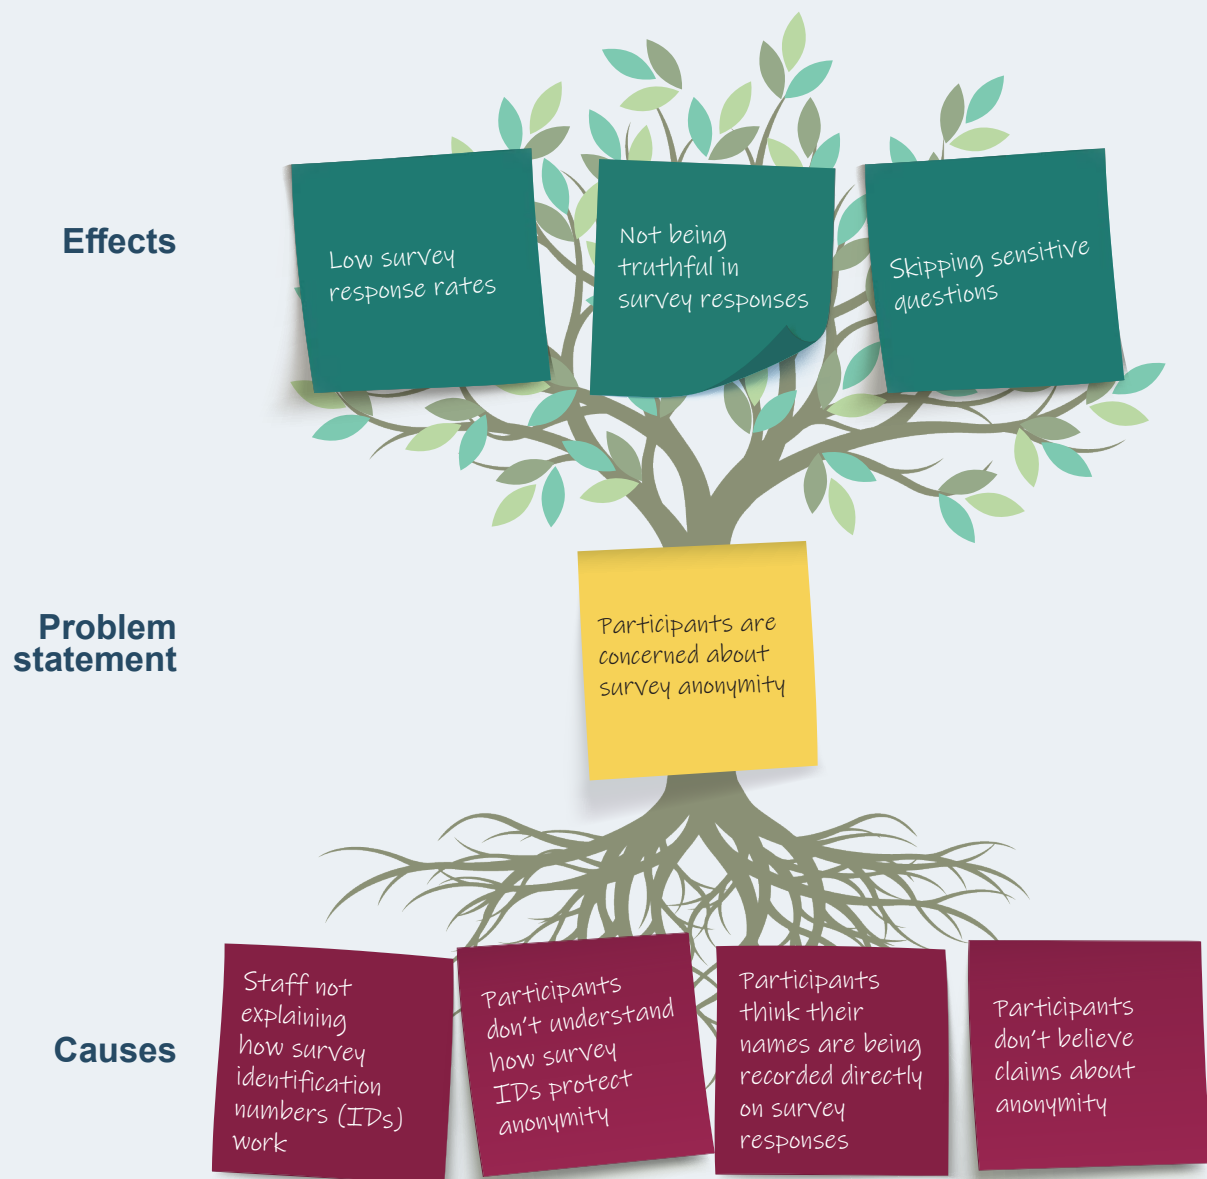 Effects
Low survey
response rates
Not being
truthful in
survey responses
Skipping sensitive
questions
Problem
statement
Participants are
concerned about
survey anonymity
Causes
Staff not
explaining
how survey
identification
numbers (IDs)
work
Participants
don't understand
how survey
IDs protect
anonymity
Participants
think their
names are being
recorded directly
on survey
responses
Participants
don't believe
claims about
anonymity